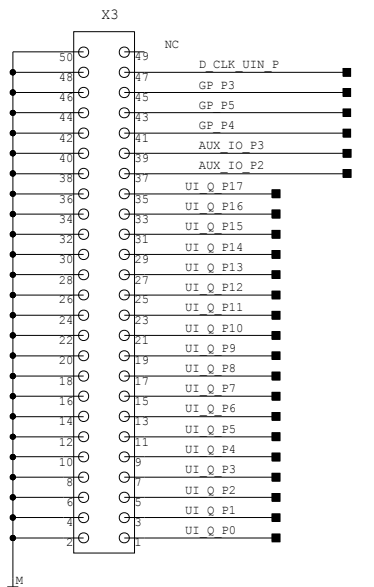 X3
NC
50 49
48 47 D_CLK_UIN_P
46 45 GP_P3
44 43 GP_P5
42 41 GP_P4
40 39 AUX_IO_P3
38 37 AUX_IO_P2
36 35 UI_Q_P17
34 33 UI_Q_P16
32 31 UI_Q_P15
30 29 UI_Q_P14
28 27 UI_Q_P13
26 25 UI_Q_P12
24 23 UI_Q_P11
22 21 UI_Q_P10
20 19 UI_Q_P9
18 17 UI_Q_P8
16 15 UI_Q_P7
14 13 UI_Q_P6
12 11 UI_Q_P5
10 9 UI_Q_P4
8 7 UI_Q_P3
6 5 UI_Q_P2
4 3 UI_Q_P1
2 1 UI_Q_P0
M